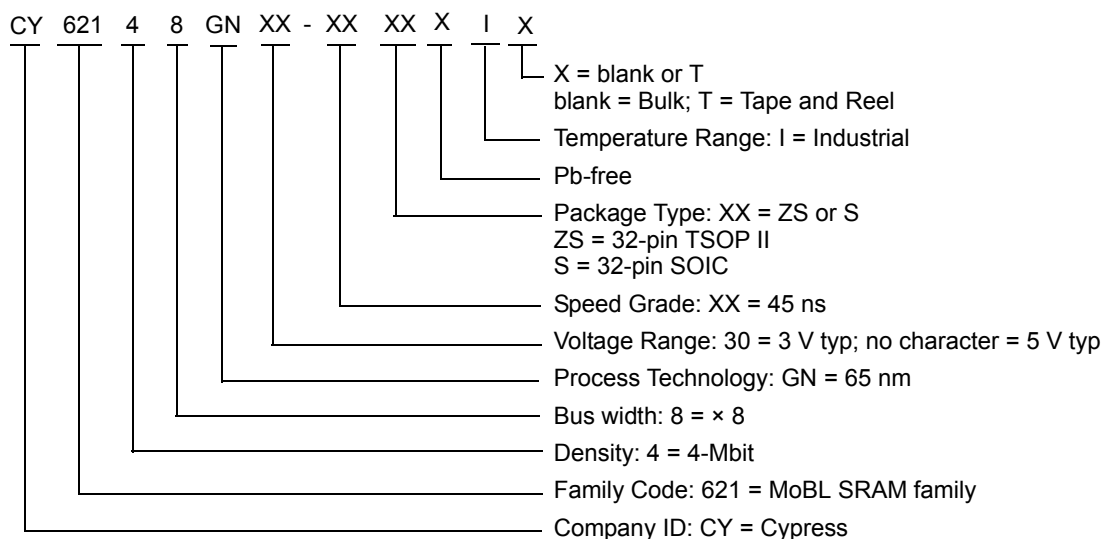 CY 621 4 8 GN XX - XX XX X I X
X = blank or T
blank = Bulk; T = Tape and Reel
Temperature Range: I = Industrial
Pb-free
Package Type: XX = ZS or S
ZS = 32-pin TSOP II
S = 32-pin SOIC
Speed Grade: XX = 45 ns
Voltage Range: 30 = 3 V typ; no character = 5 V typ
Process Technology: GN = 65 nm
Bus width: 8 = × 8
Density: 4 = 4-Mbit
Family Code: 621 = MoBL SRAM family
Company ID: CY = Cypress